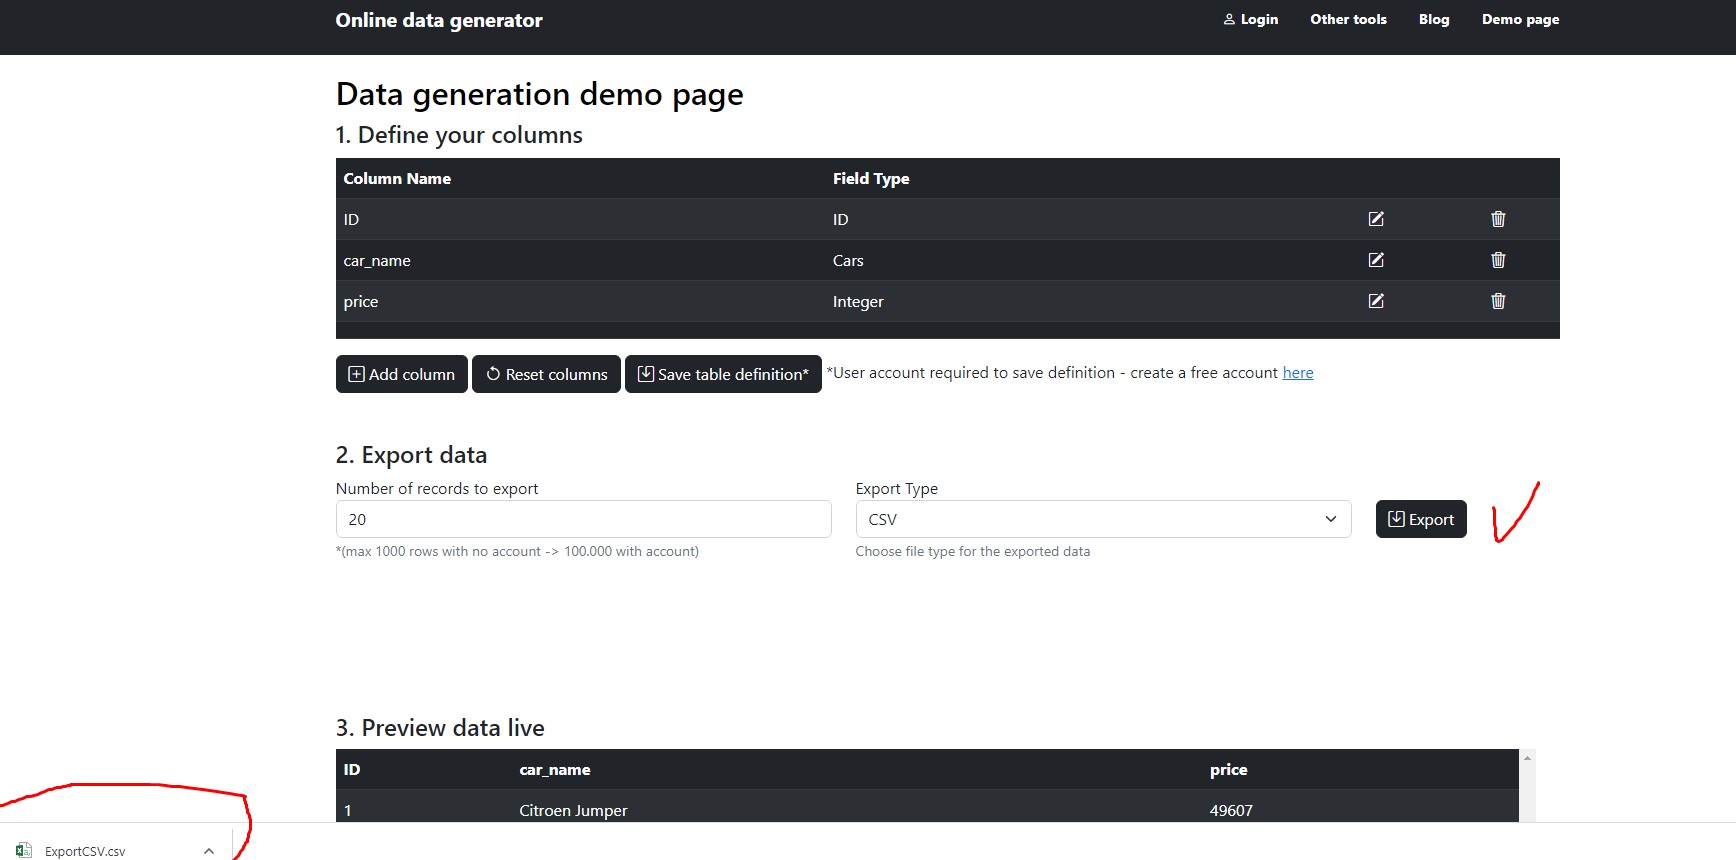 Online data generator
Login Other tools Blog Demo page
Data generation demo page
1. Define your columns
Column Name Field Type
ID ID
car_name Cars
price Integer
Add column Reset columns Save table definition* *User account required to save definition - create a free account here
2. Export data
Number of records to export Export Type
20 CSV Export
*(max 1000 rows with no account -> 100.000 with account) Choose file type for the exported data
3. Preview data live
ID car_name price
1 Citroen Jumper 49607
ExportCSV.csv